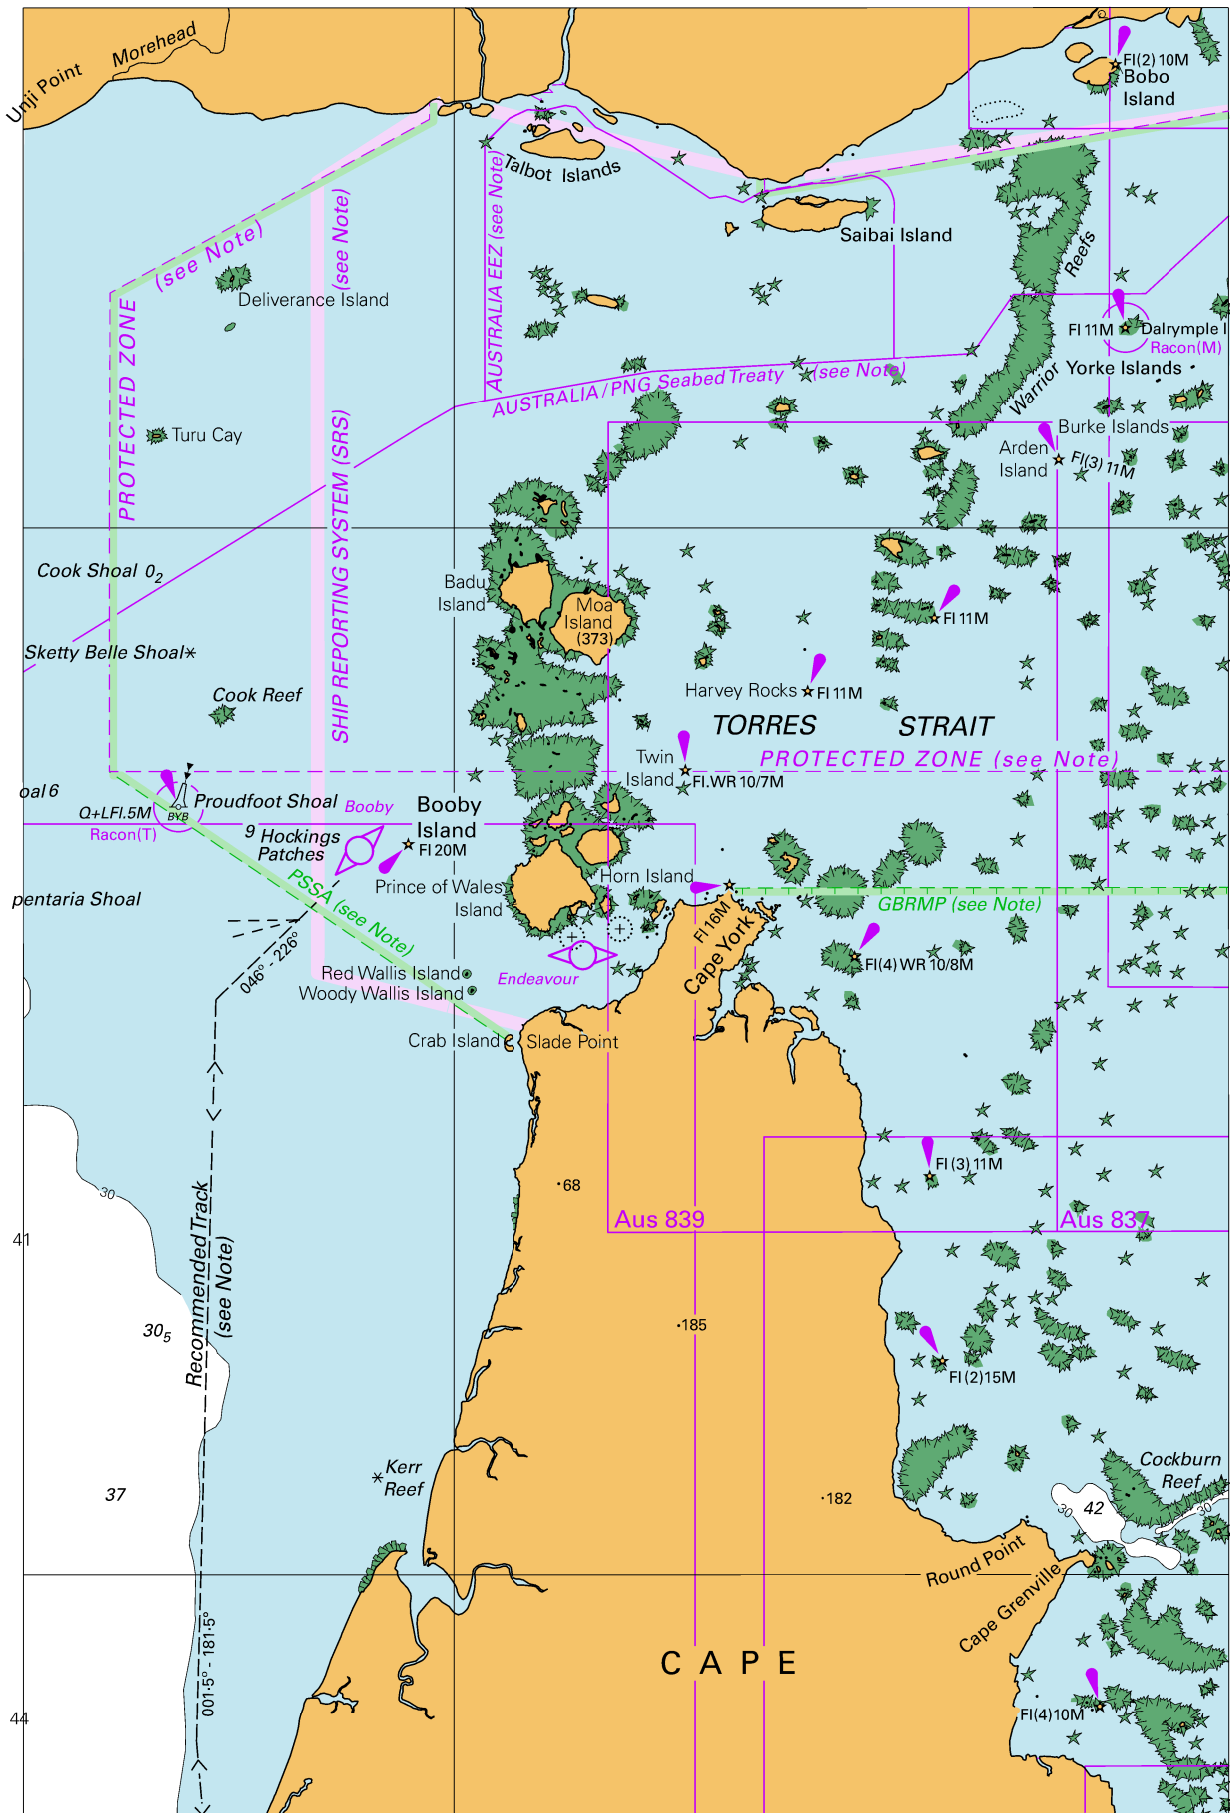 Morehead
Unji Point
Fl(2) 10M
Bobo
Island
Talbot Islands
Saibai Island
Reefs
(see Note)
(see Note)
AUSTRALIA EEZ (see Note)
Deliverance Island
Fl 11M
Dalrymple I
Racon(M)
PROTECTED ZONE
AUSTRALIA/PNG Seabed Treaty (see Note)
Warrior
Yorke Islands
Turu Cay
Burke Islands
Arden
Island
Fl(3) 11M
SHIP REPORTING SYSTEM (SRS)
Cook Shoal 0₂
Badu
Island
Moa
Island
(373)
Fl 11M
Sketty Belle Shoal*
Cook Reef
Harvey Rocks
Fl 11M
TORRES STRAIT
PROTECTED ZONE (see Note)
Twin
Island
Fl.WR 10/7M
oal 6
Q+LFl.5M
BYB
Racon(T)
Proudfoot Shoal
Booby
Booby
Island
Fl 20M
9 Hockings
Patches
Prince of Wales
Island
Horn Island
pentaria Shoal
PSSA (see Note)
GBRMP (see Note)
Fl 16M
Cape York
Fl(4) WR 10/8M
046° - 226°
Endeavour
Red Wallis Island
Woody Wallis Island
Crab Island
Slade Point
Fl(3) 11M
68
30
Aus 839
Aus 837
41
Recommended Track
(see Note)
30₅
185
Fl(2)15M
Kerr
Reef
Cockburn
Reef
37
182
30
42
30
Round Point
Cape Grenville
001·5° - 181·5°
CAPE
Fl(4)10M
44